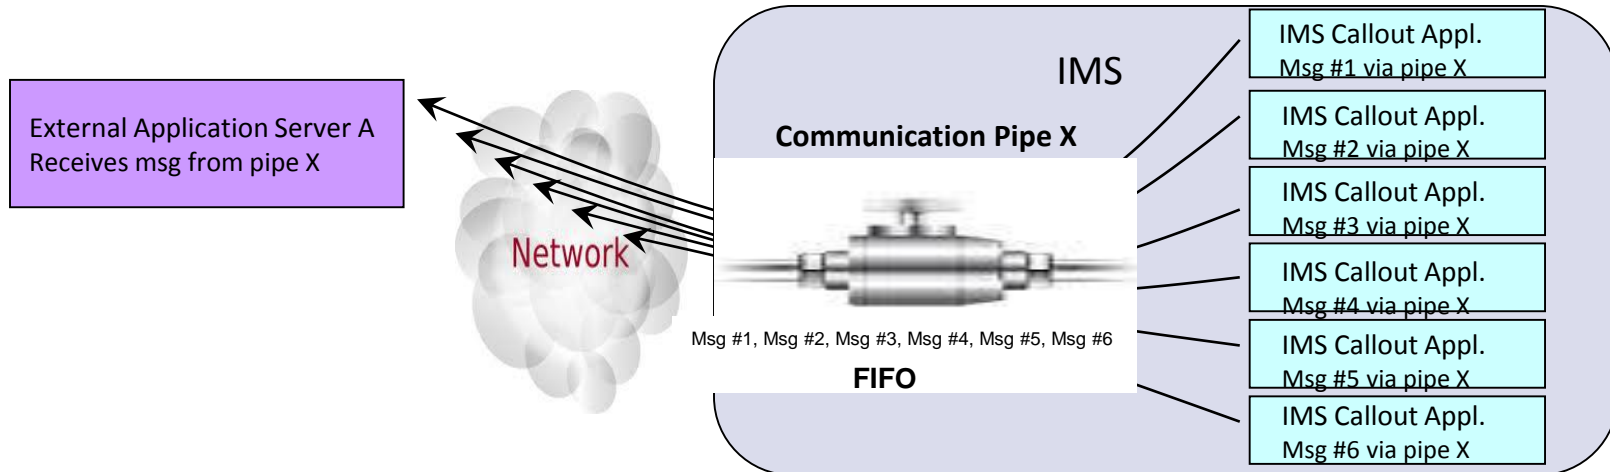 External Application Server A
Receives msg from pipe X
Network
IMS
Communication Pipe X
Msg #1, Msg #2, Msg #3, Msg #4, Msg #5, Msg #6
FIFO
IMS Callout Appl.
Msg #1 via pipe X
IMS Callout Appl.
Msg #2 via pipe X
IMS Callout Appl.
Msg #3 via pipe X
IMS Callout Appl.
Msg #4 via pipe X
IMS Callout Appl.
Msg #5 via pipe X
IMS Callout Appl.
Msg #6 via pipe X